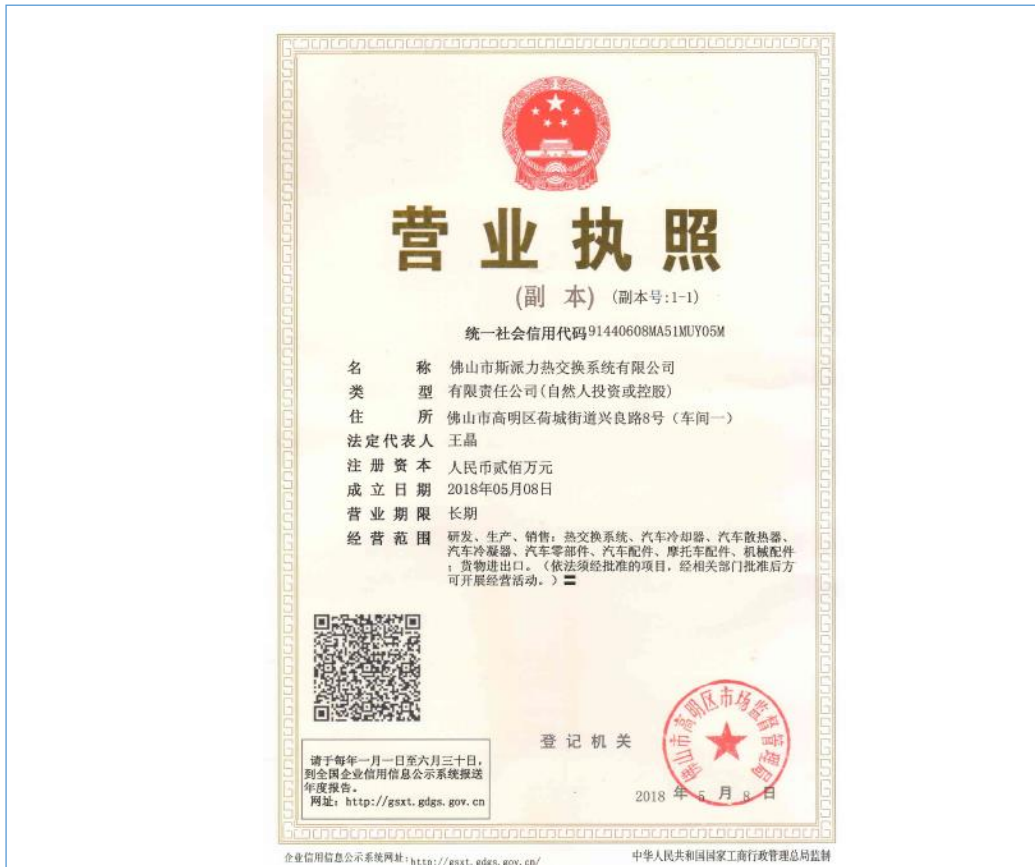 营业执照
(副 本) (副本号:1-1)
统一社会信用代码91440608MA51MUY05M
名 称 佛山市斯派力热交换系统有限公司
类 型 有限责任公司(自然人投资或控股)
住 所 佛山市高明区荷城街道兴良路8号（车间一）
法定代表人 王晶
注册资本 人民币贰佰万元
成立日期 2018年05月08日
营业期限 长期
经营范围 研发、生产、销售：热交换系统、汽车冷却器、汽车散热器、
汽车冷凝器、汽车零部件、汽车配件、摩托车配件、机械配件
；货物进出口。（依法须经批准的项目，经相关部门批准后方
可开展经营活动。）〓
佛山市高明区市场监督管理局
登记机关
请于每年一月一日至六月三十日，
到全国企业信用信息公示系统报送
年度报告。
网址：http://gsxt.gdgs.gov.cn
2018 年 5 月 8 日
企业信用信息公示系统网址：http://gsxt.gdgs.gov.cn/
中华人民共和国国家工商行政管理总局监制